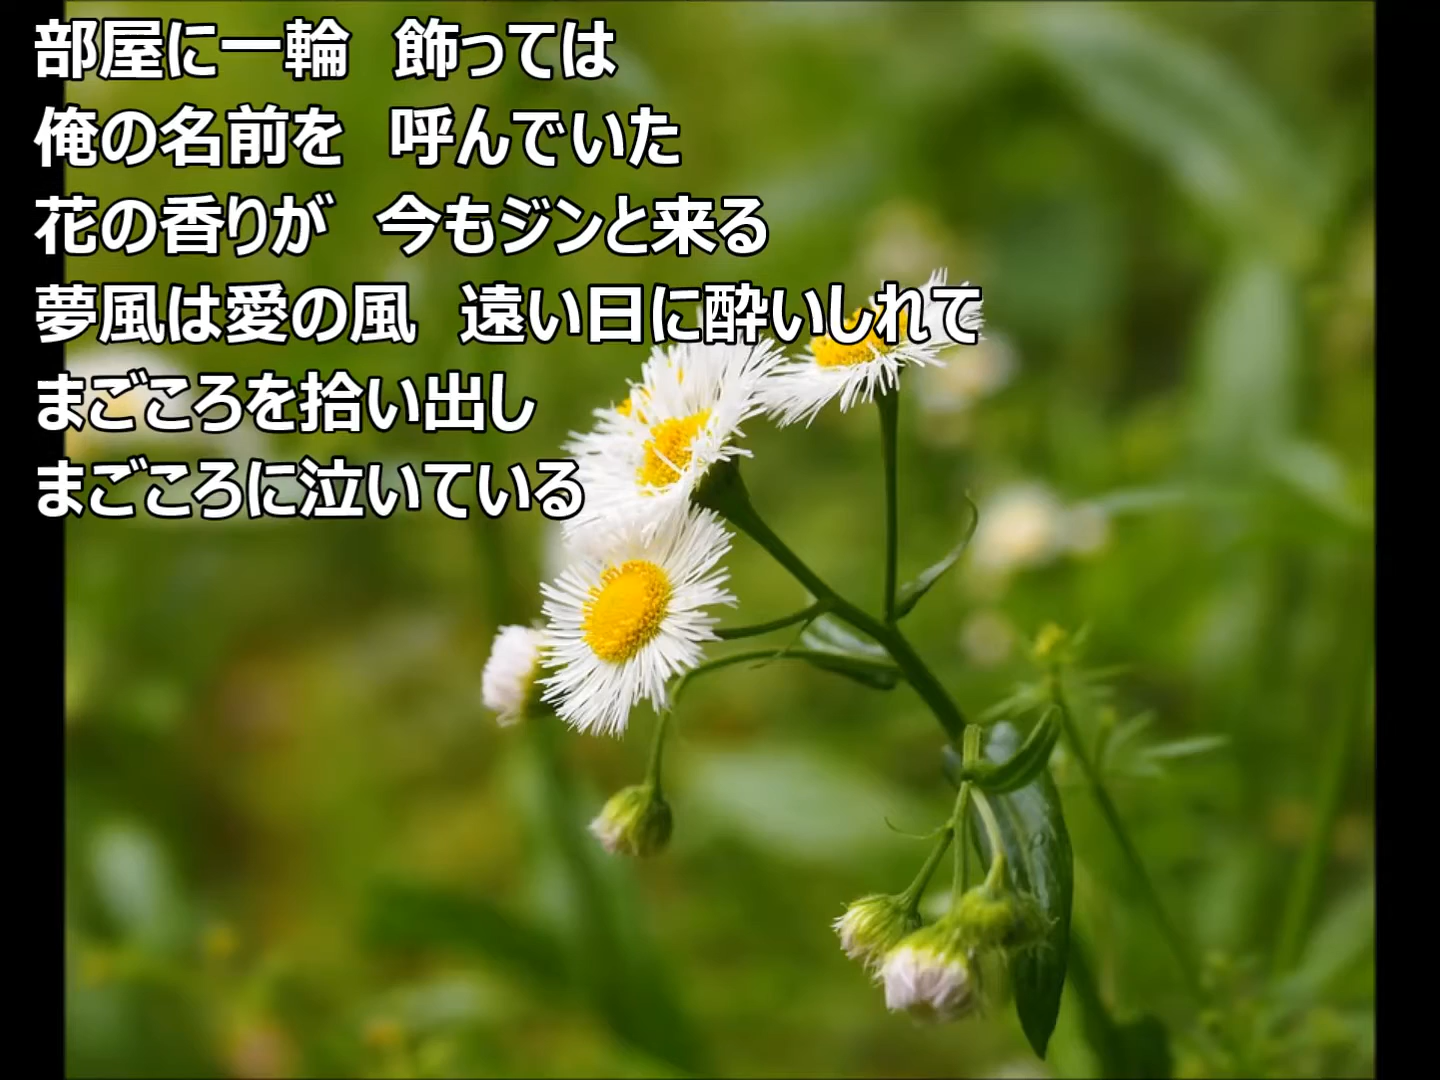 部屋に一輪　飾っては
俺の名前を　呼んでいた
花の香りが　今もジンと来る
夢風は愛の風　遠い日に酔いしれて
まごころを拾い出し
まごころに泣いている